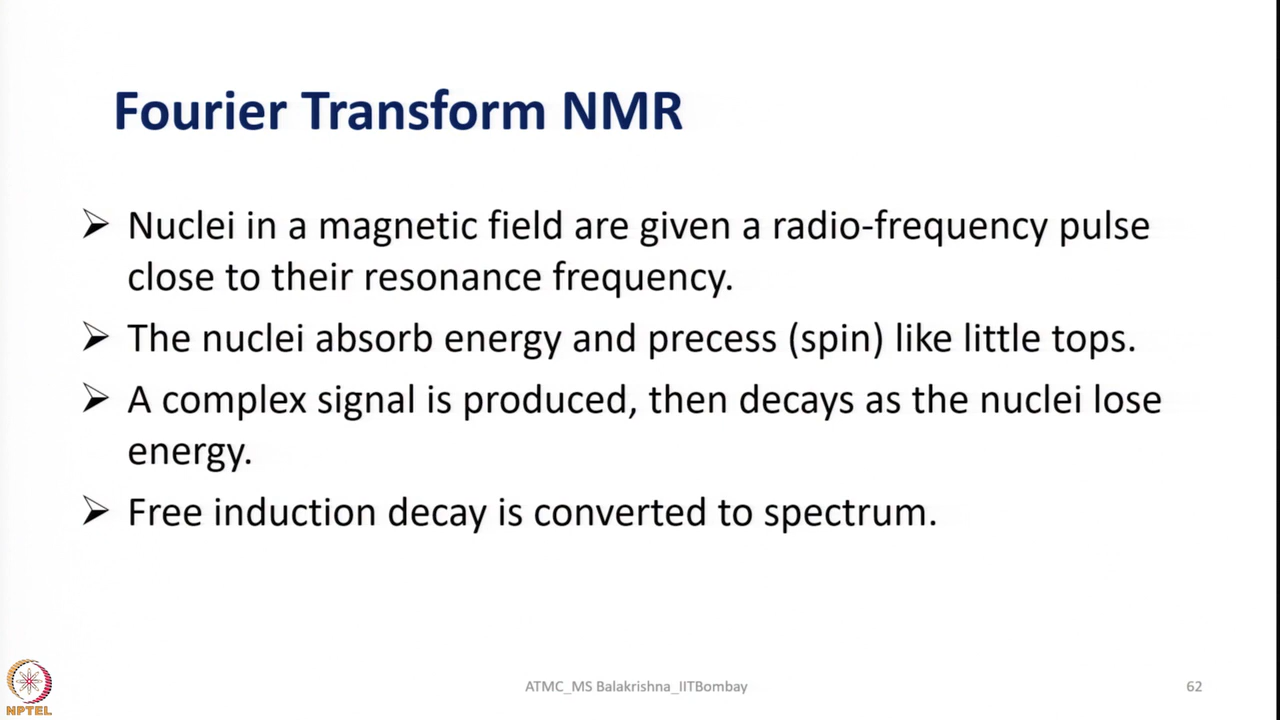 Fourier Transform NMR
➢ Nuclei in a magnetic field are given a radio-frequency pulse
close to their resonance frequency.
➢ The nuclei absorb energy and precess (spin) like little tops.
➢ A complex signal is produced, then decays as the nuclei lose
energy.
➢ Free induction decay is converted to spectrum.
NPTEL
ATMC_MS Balakrishna_IITBombay
62